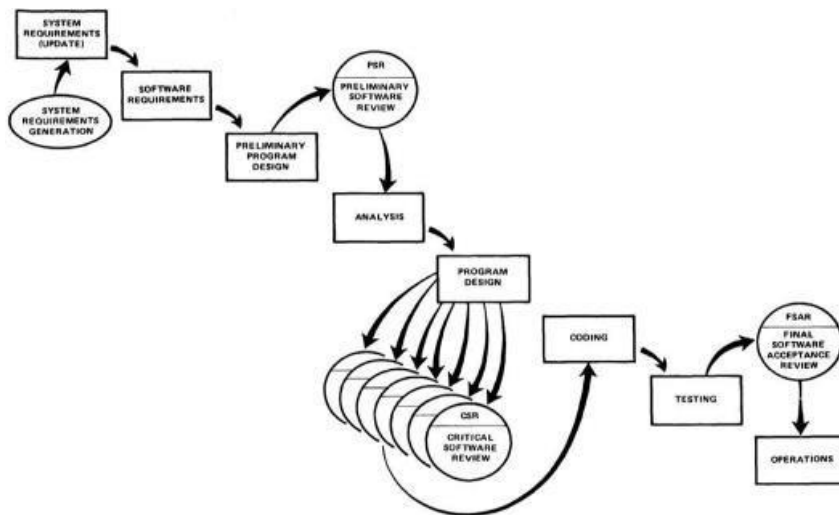 SYSTEM
REQUIREMENTS
(UPDATE)
SYSTEM
REQUIREMENTS
GENERATION
SOFTWARE
REQUIREMENTS
PRELIMINARY
PROGRAM
DESIGN
PSR
PRELIMINARY
SOFTWARE
REVIEW
ANALYSIS
PROGRAM
DESIGN
CSR
CRITICAL
SOFTWARE
REVIEW
CODING
TESTING
FSAR
FINAL
SOFTWARE
ACCEPTANCE
REVIEW
OPERATIONS